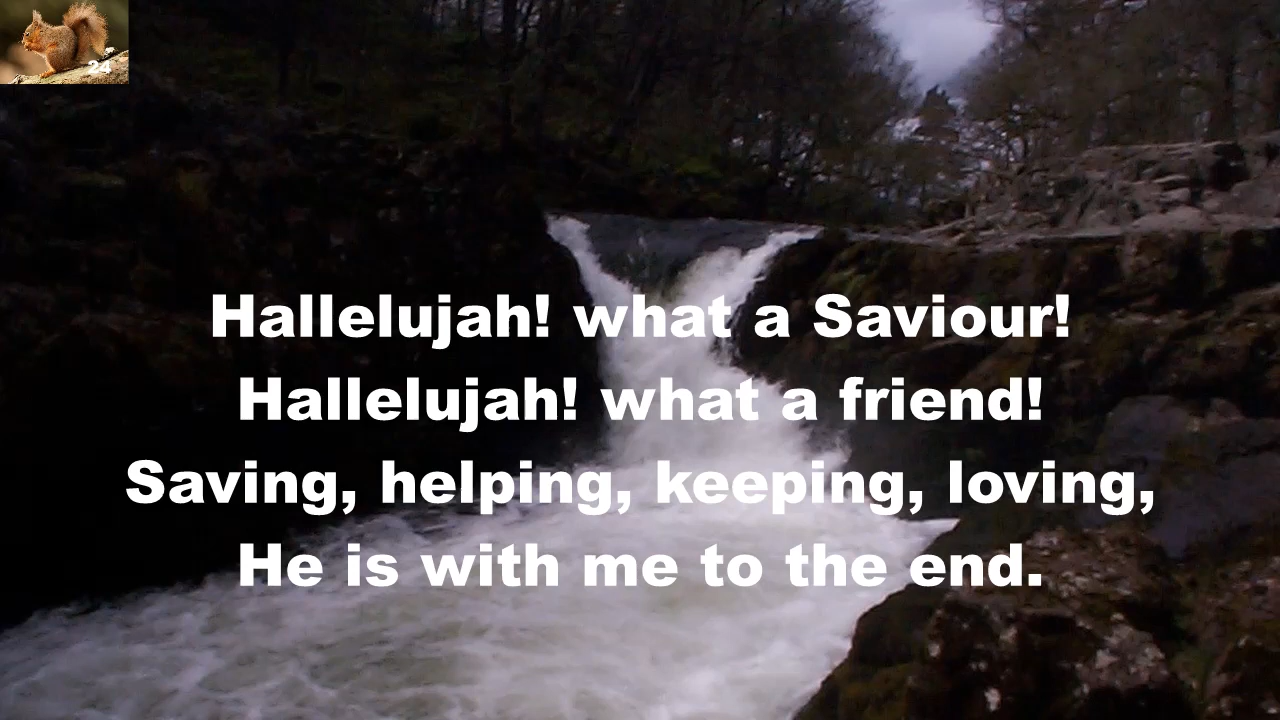 24
Hallelujah! what a Saviour!
Hallelujah! what a friend!
Saving, helping, keeping, loving,
He is with me to the end.